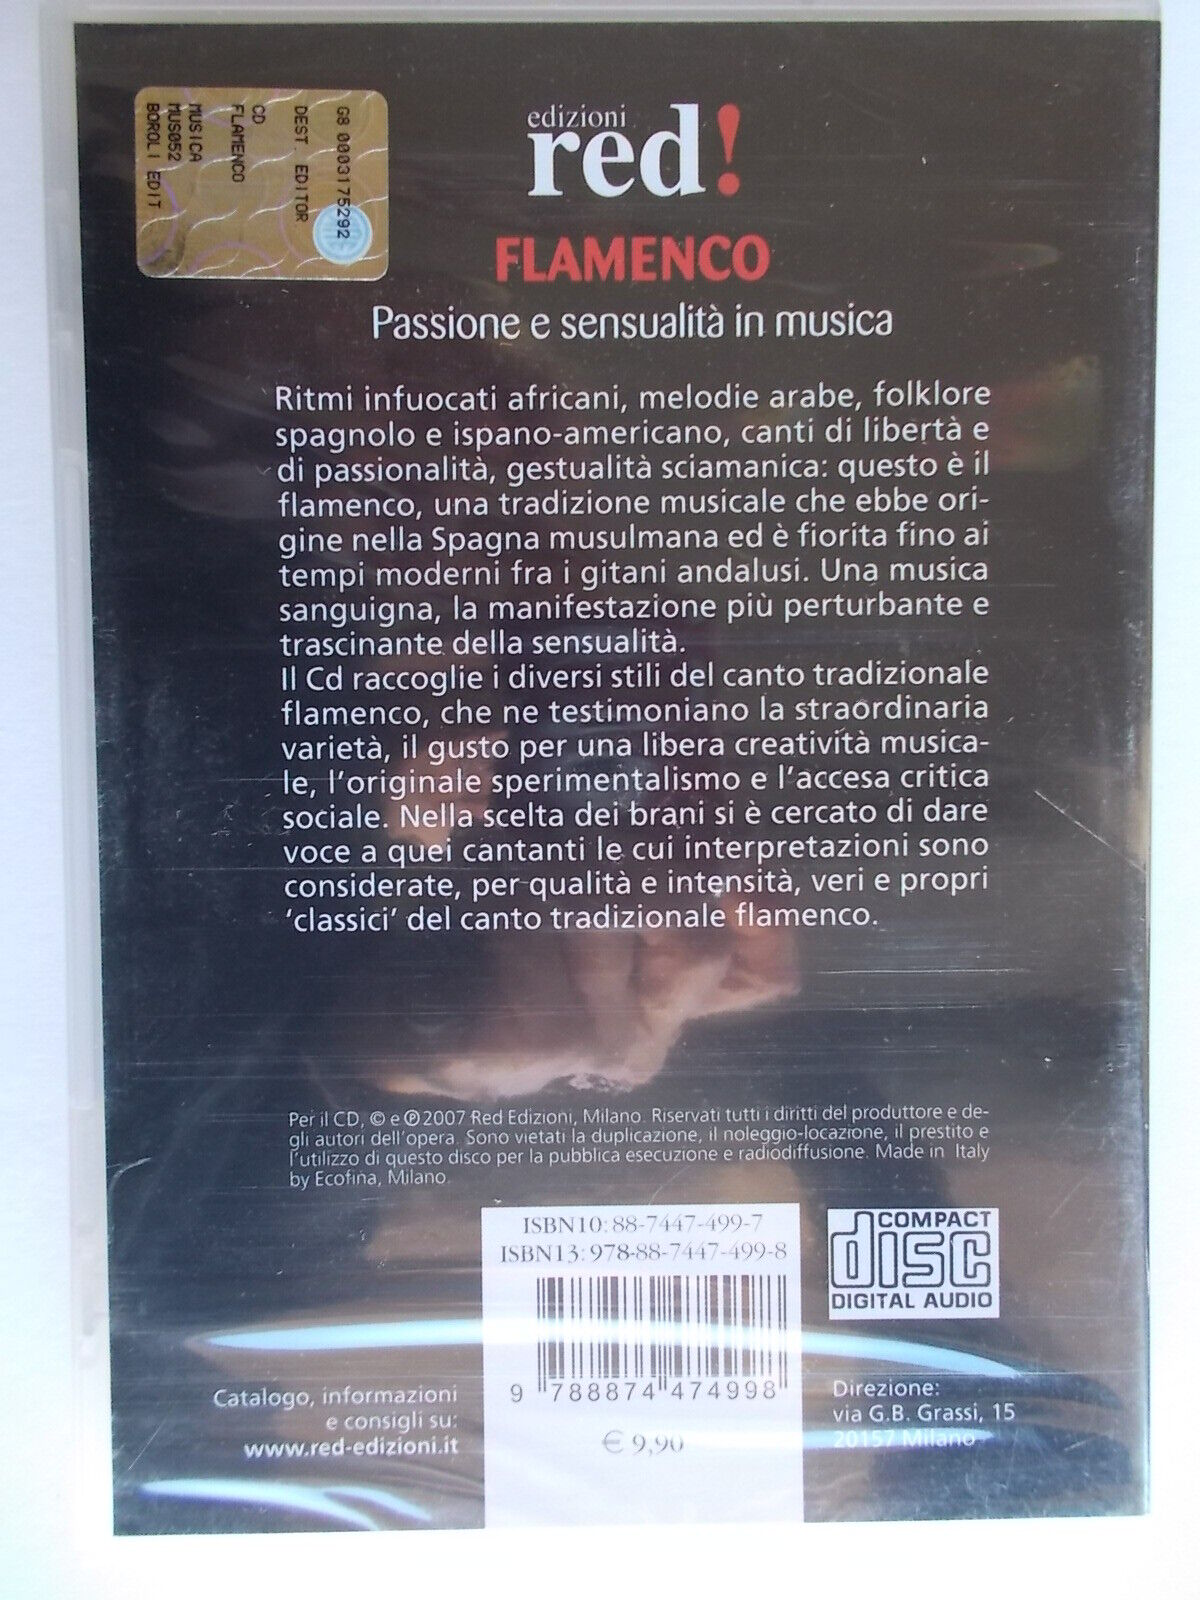 G8 0003175292
DEST. EDITOR
CD
FLAMENCO
MUSICA
MUS052
BOROLI EDIT
edizioni
red!
FLAMENCO
Passione e sensualità in musica
Ritmi infuocati africani, melodie arabe, folklore
spagnolo e ispano-americano, canti di libertà e
di passionalità, gestualità sciamanica: questo è il
flamenco, una tradizione musicale che ebbe ori-
gine nella Spagna musulmana ed è fiorita fino ai
tempi moderni fra i gitani andalusi. Una musica
sanguigna, la manifestazione più perturbante e
trascinante della sensualità.
Il Cd raccoglie i diversi stili del canto tradizionale
flamenco, che ne testimoniano la straordinaria
varietà, il gusto per una libera creatività musica-
le, l'originale sperimentalismo e l'accesa critica
sociale. Nella scelta dei brani si è cercato di dare
voce a quei cantanti le cui interpretazioni sono
considerate, per qualità e intensità, veri e propri
'classici' del canto tradizionale flamenco.
Per il CD, © e ℗ 2007 Red Edizioni, Milano. Riservati tutti i diritti del produttore e de-
gli autori dell'opera. Sono vietati la duplicazione, il noleggio-locazione, il prestito e
l'utilizzo di questo disco per la pubblica esecuzione e radiodiffusione. Made in Italy
by Ecofina, Milano.
ISBN10: 88-7447-499-7
ISBN13: 978-88-7447-499-8
9 788874 474998
€ 9,90
COMPACT
disc
DIGITAL AUDIO
Catalogo, informazioni
e consigli su:
www.red-edizioni.it
Direzione:
via G.B. Grassi, 15
20157 Milano